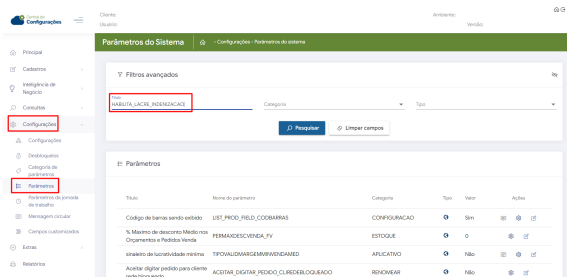 Central de
Configurações
Cliente:
Usuário:
Ambiente:
Versão:
Parâmetros do Sistema
- Configurações - Parâmetros do sistema
Principal
Cadastros
Inteligência de
Negócio
Consultas
Configurações
Configurações
Desbloqueios
Categoria de
parâmetros
Parâmetros
Parâmetros da jornada
de trabalho
Mensagem circular
Campos customizados
Extras
Relatórios
Filtros avançados
Título
HABILITA_LACRE_INDENIZACAO
Categoria
Tipo
Pesquisar
Limpar campos
Parâmetros
Título Nome do parâmetro Categoria Tipo Valor Ações
Código de barras sendo exibido LIST_PROD_FIELD_CODBARRAS CONFIGURACAO Sim
% Máximo de desconto Médio nos
Orçamentos e Pedidos Venda PERMAXDESCVENDA_FV ESTOQUE 0
sinaleiro de lucratividade minima TIPOVALIDMARGEMMINVENDAMED APLICATIVO Não
Aceitar digitar pedido para cliente
rede bloqueado ACEITAR_DIGITAR_PEDIDO_CLIREDEBLOQUEADO RENOMEAR Não